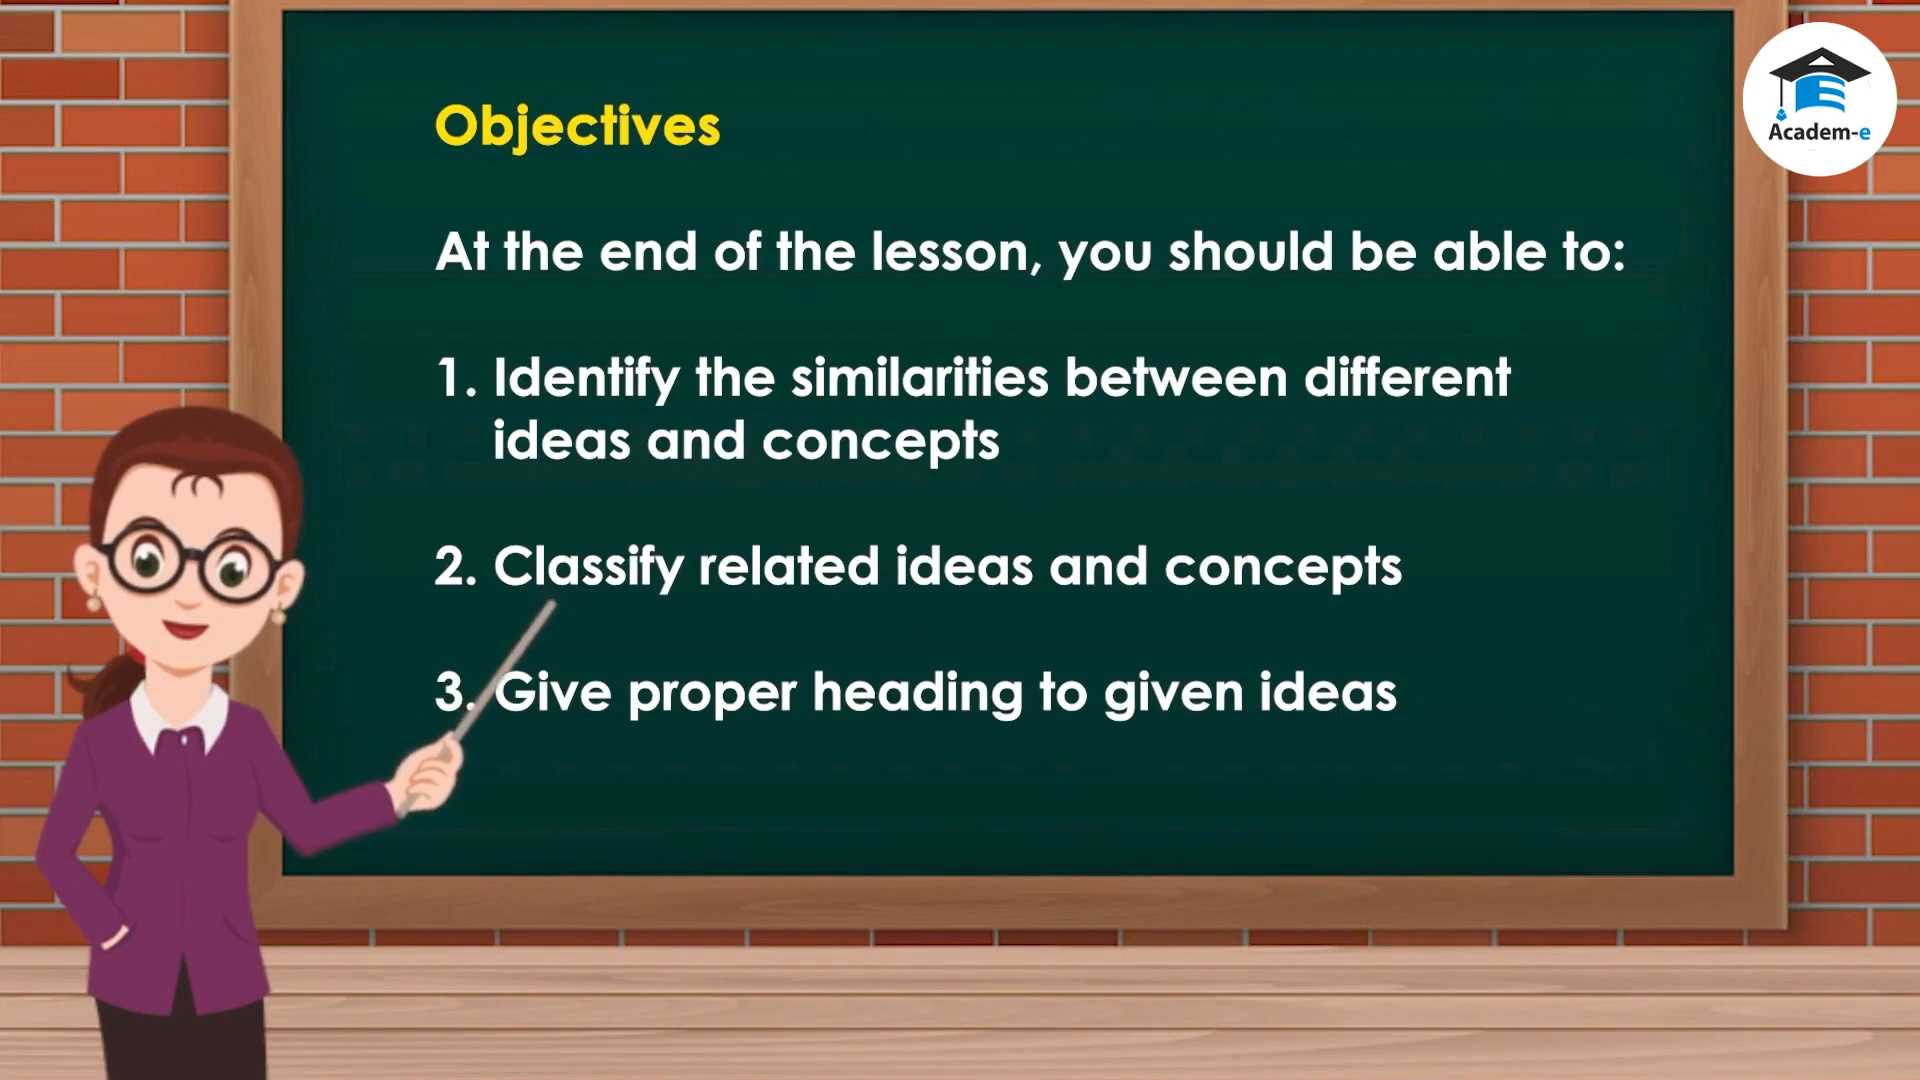 Objectives
At the end of the lesson, you should be able to:
1. Identify the similarities between different
ideas and concepts
2. Classify related ideas and concepts
3. Give proper heading to given ideas
Academ-e